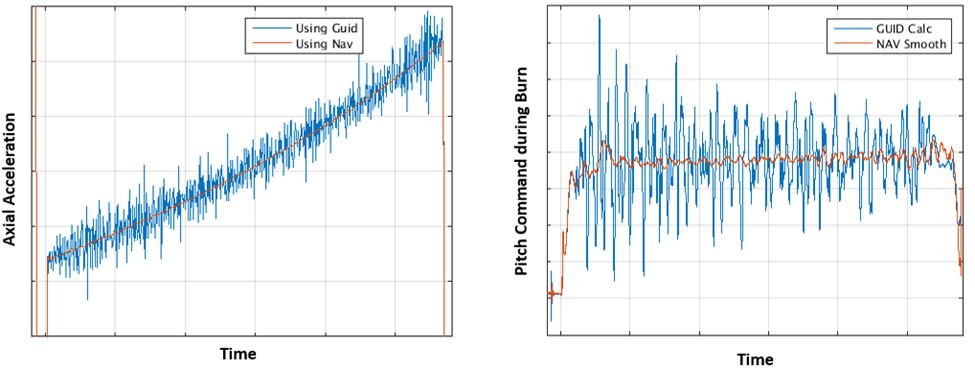 Using Guid
Using Nav
Axial Acceleration
Time
GUID Calc
NAV Smooth
Pitch Command during Burn
Time